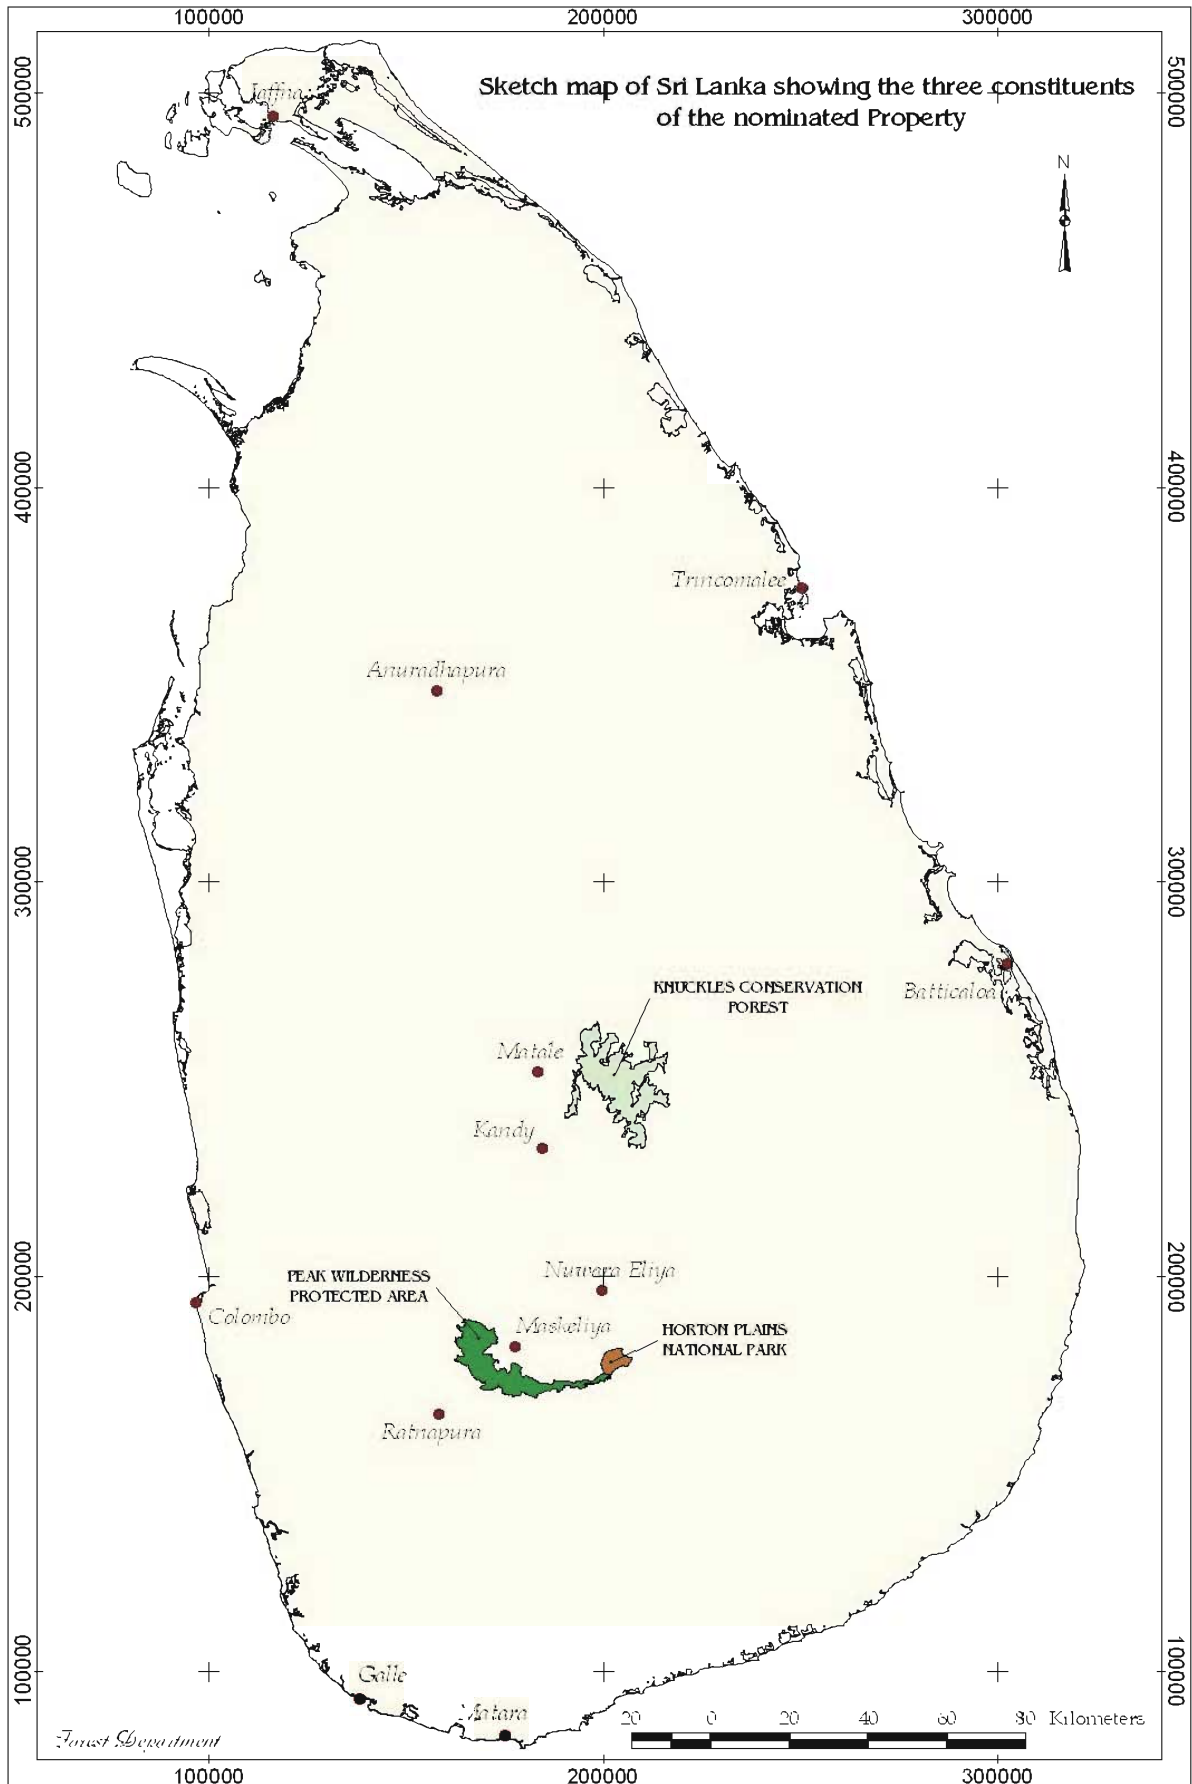 100000 200000 300000
Sketch map of Sri Lanka showing the three constituents
of the nominated Property
500000 500000
Jaffna
N
400000 400000
Trincomalee
Anuradhapura
300000 300000
Batticaloa
KNUCKLES CONSERVATION
FOREST
Matale
Kandy
200000 200000
PEAK WILDERNESS
PROTECTED AREA
Nuwara Eliya
Colombo
Maskeliya
HORTON PLAINS
NATIONAL PARK
Ratnapura
100000 100000
Galle
Matara
20 0 20 40 60 80 Kilometers
Forest Department
100000 200000 300000